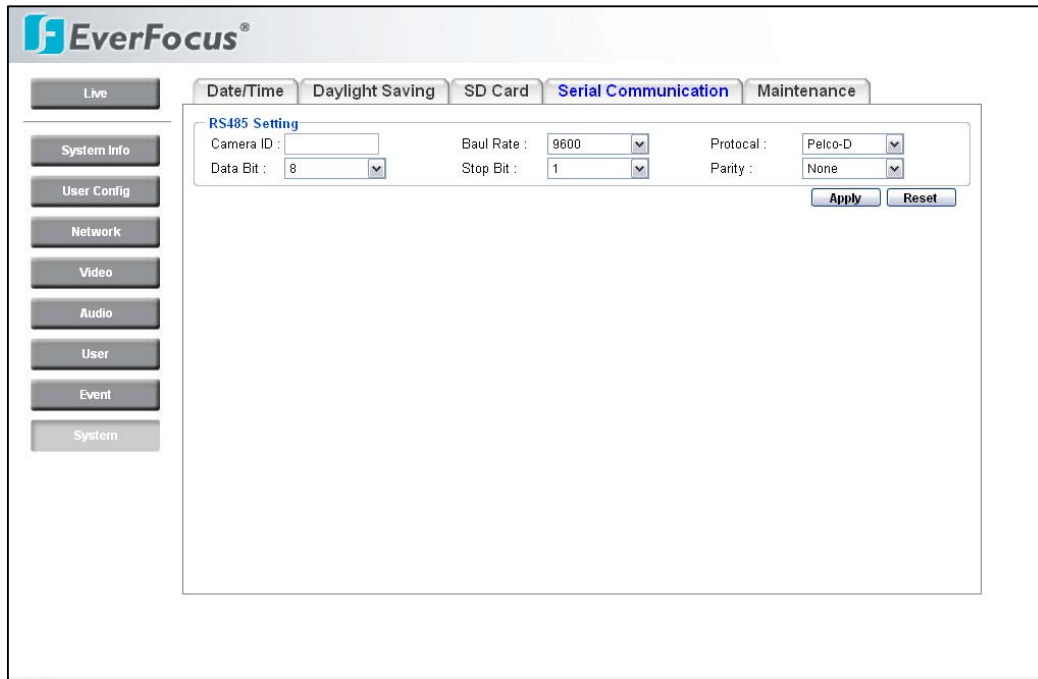 EverFocus®
Live
System Info
User Config
Network
Video
Audio
User
Event
System
Date/Time Daylight Saving SD Card Serial Communication Maintenance
RS485 Setting
Camera ID : Baul Rate : 9600 Protocal : Pelco-D
Data Bit : 8 Stop Bit : 1 Parity : None
Apply Reset